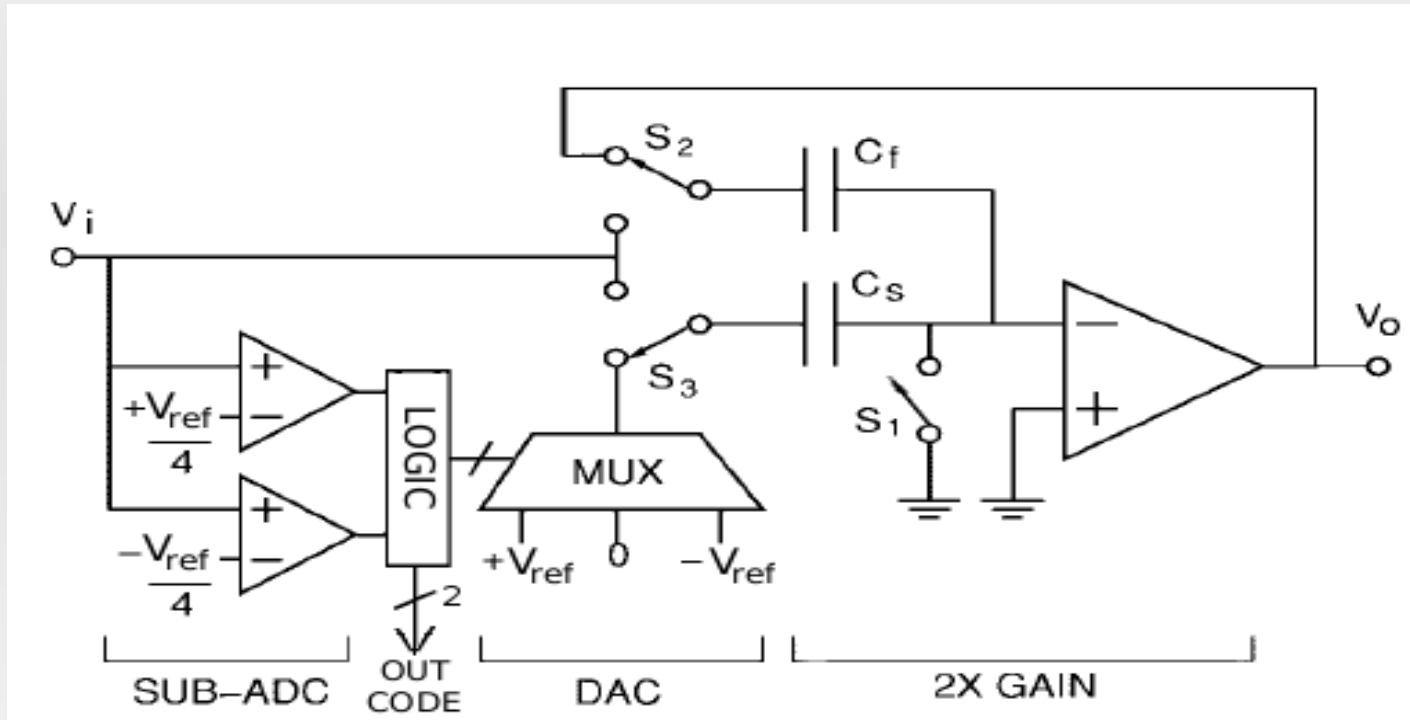 S2
Cf
Vi
Cs
Vo
+
−
+Vref
4
LOGIC
S3
S1
−
+
MUX
+
−
−Vref
4
+Vref
0
−Vref
2
SUB–ADC
OUT
CODE
DAC
2X GAIN